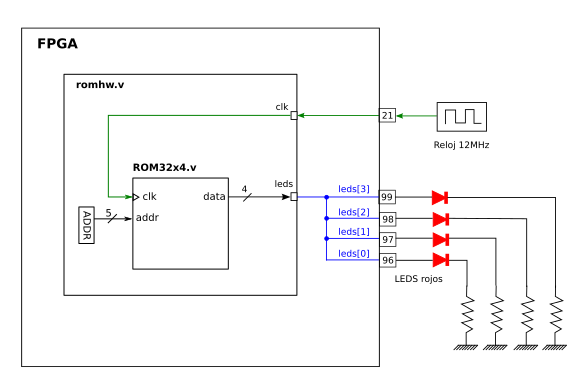 FPGA
romhw.v
clk
21
Reloj 12MHz
ROM32x4.v
4
leds
leds[3]
99
clk
data
5
ADDR
addr
leds[2]
98
leds[1]
97
leds[0]
96
LEDS rojos